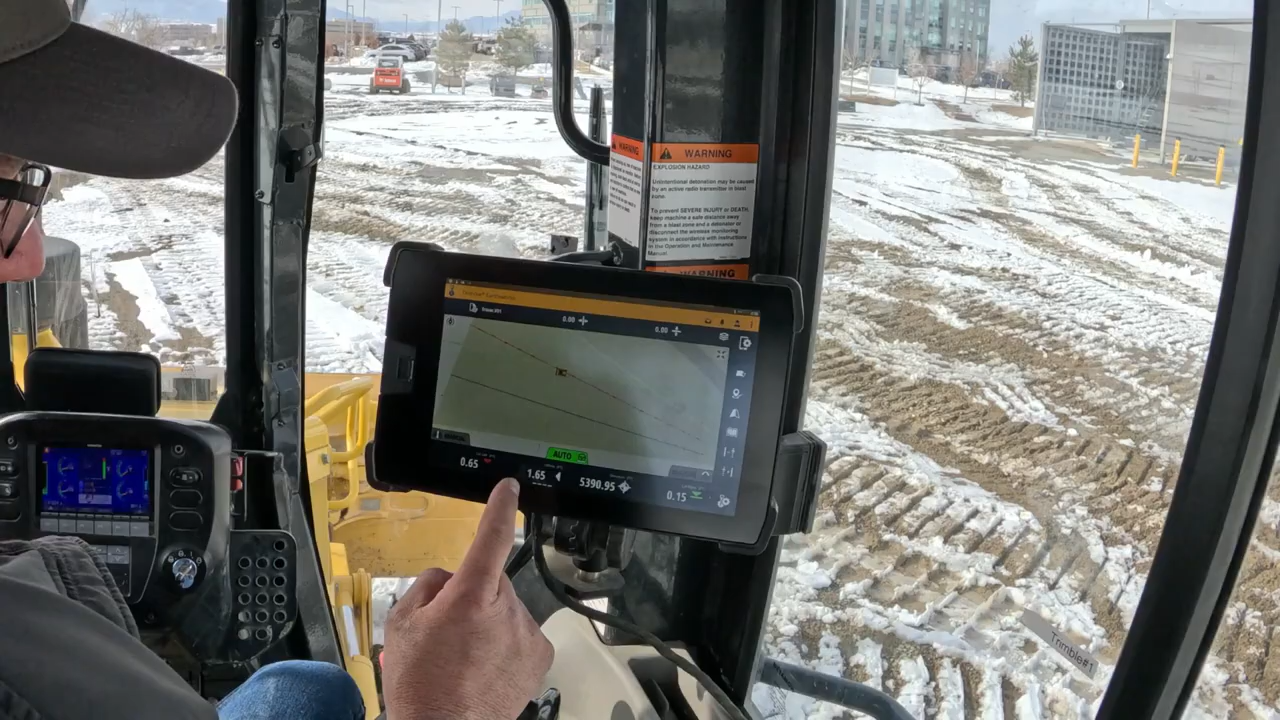 WARNING
WARNING
EXPLOSION HAZARD
Unintentional detonation may be caused
by an active radio transmitter in blast
zone.
To prevent SEVERE INJURY or DEATH,
keep machine a safe distance away
from a blast zone and a detonator or
disconnect the wireless monitoring
system in accordance with instructions
in the Operation and Maintenance
Manual.
WARNING
0.00
0.00
AUTO
0.65
1.65
5390.95
0.15
Trimble#1